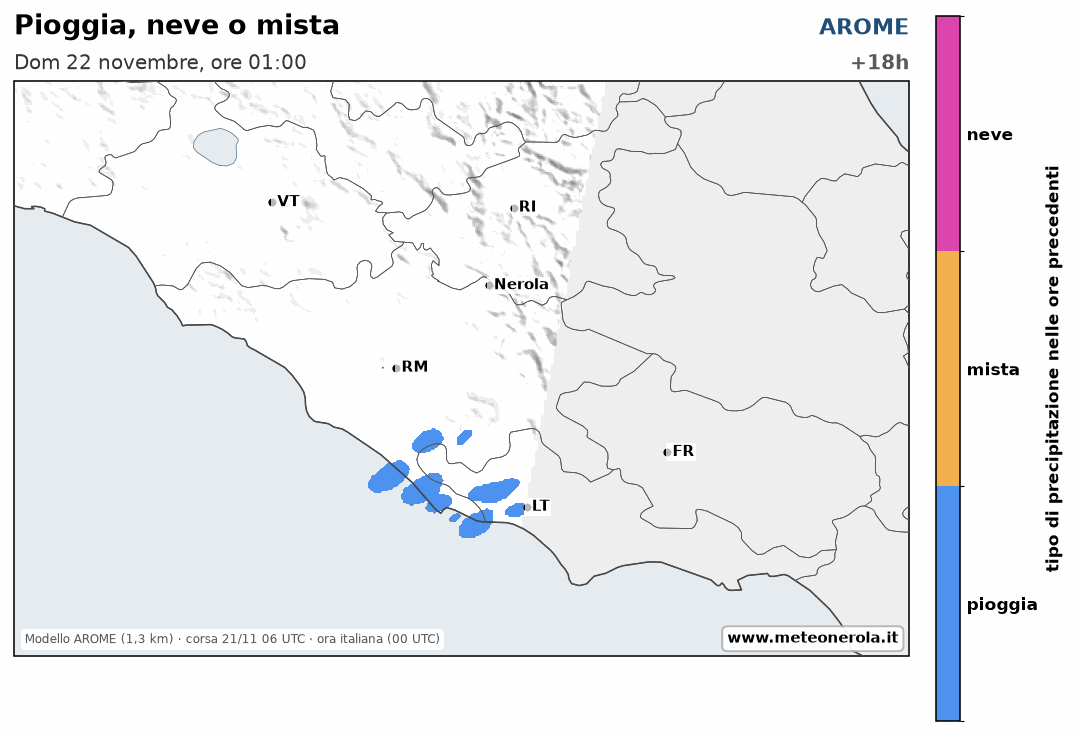 Pioggia, neve o mista
AROME
Dom 22 novembre, ore 01:00
+18h
neve
mista
pioggia
tipo di precipitazione nelle ore precedenti
VT
RI
Nerola
RM
FR
LT
Modello AROME (1,3 km) · corsa 21/11 06 UTC · ora italiana (00 UTC)
www.meteonerola.it